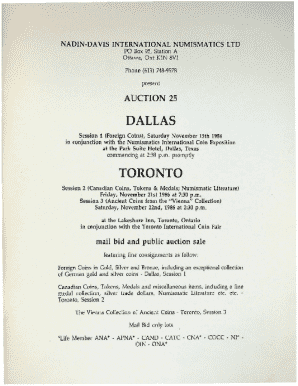 NADIN-DAVIS INTERNATIONAL NUMISMATICS LTD
PO Box 95, Station A
Ottawa, Ont K1N 8V1
Phone (613)
present
AUCTION 25
DALLAS
Session 1 (Foreign Coins), Saturday November 15th 1986
in conjunction with the Numismatics International Coin Exposition
at the Park Suite Hotel, Dallas, Texas
commencing at 2:30 p.m. promptly
TORONTO
Session 2 (Canadian Coins, Tokens & Medals; Numismatic Literature)
Friday, November 21st 1986 at 7:30 p.m.
Session 3 (Ancient Coins from the "Vienna" Collection)
Saturday, November 22nd, 1986 at 7:30 p.m.
at the Lakeshore Inn, Toronto, Ontario
in conjunction with the Toronto International Coin Fair
mail bid and public auction sale
featuring fine consignments as follow:
Foreign Coins in Gold, Silver and Bronze, including an exceptional collection
of German gold and silver coins - Dallas, Session 1
Canadian Coins, Tokens, Medals and miscellaneous items, including a fine
medal collection, silver trade dollars, Numismatic Literature etc. etc. -
Toronto, Session 2
The Vienna Collection of Ancient Coins - Toronto, Session 3
Mail Bid only lots
"Life Member ANA* - APNA* - CAND - CATC - CNA* - COCC - NI* -
OIN - ONA*